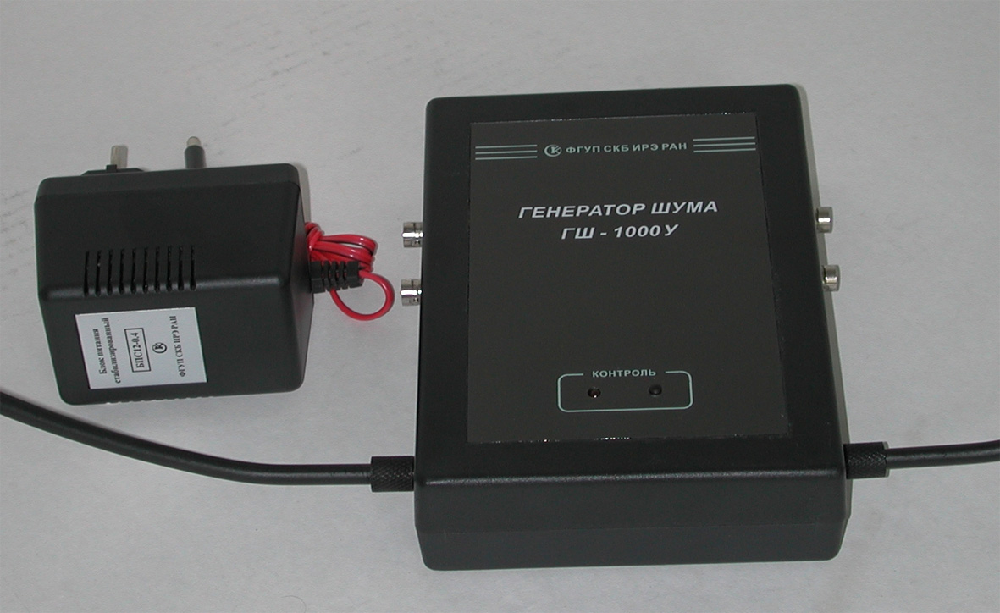 ФГУП СКБ ИРЭ РАН
ГЕНЕРАТОР ШУМА
ГШ - 1000У
КОНТРОЛЬ
Блок питания
стабилизированный
БПС12-0.4
ФГУП СКБ ИРЭ РАН